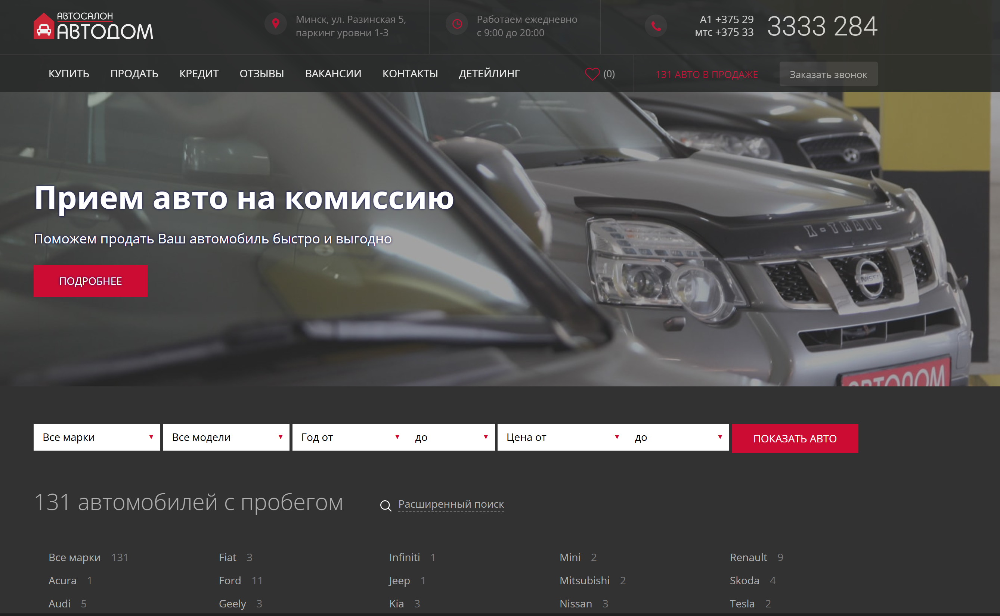 АВТОСАЛОН
АВТОДОМ
Минск, ул. Разинская 5,
паркинг уровни 1-3
Работаем ежедневно
с 9:00 до 20:00
А1 +375 29
мтс +375 33
3333 284
КУПИТЬ ПРОДАТЬ КРЕДИТ ОТЗЫВЫ ВАКАНСИИ КОНТАКТЫ ДЕТЕЙЛИНГ
(0)
131 АВТО В ПРОДАЖЕ
Заказать звонок
Прием авто на комиссию
Поможем продать Ваш автомобиль быстро и выгодно
ПОДРОБНЕЕ
X-TRAIL
NISSAN
АВТОДОМ
Все марки Все модели Год от до Цена от до ПОКАЗАТЬ АВТО
131 автомобилей с пробегом
Расширенный поиск
Все марки 131 Fiat 3 Infiniti 1 Mini 2 Renault 9
Acura 1 Ford 11 Jeep 1 Mitsubishi 2 Skoda 4
Audi 5 Geely 3 Kia 3 Nissan 3 Tesla 2